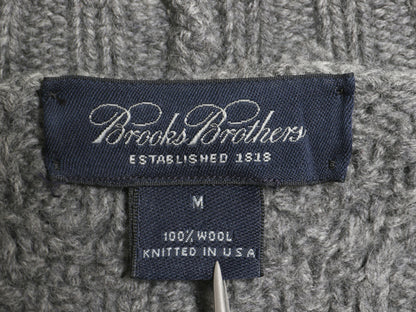 Brooks Brothers
ESTABLISHED 1818
M
100% WOOL
KNITTED IN USA